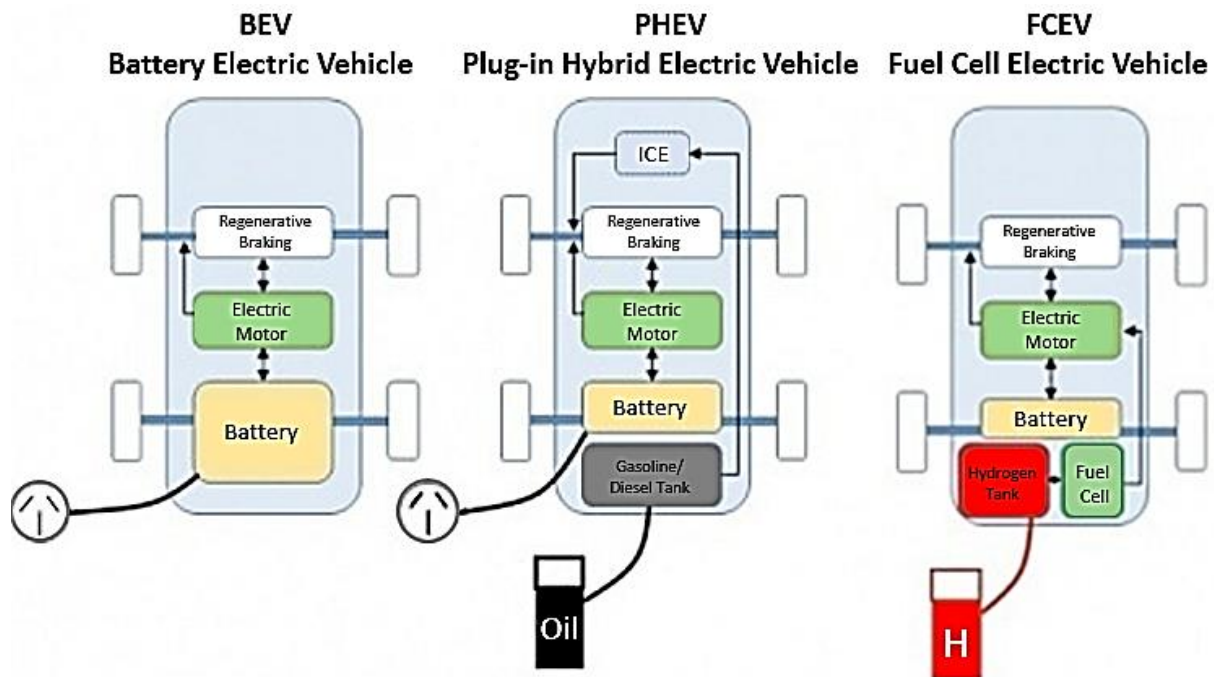 BEV
Battery Electric Vehicle
Regenerative
Braking
Electric
Motor
Battery
PHEV
Plug-in Hybrid Electric Vehicle
ICE
Regenerative
Braking
Electric
Motor
Battery
Gasoline/
Diesel Tank
Oil
FCEV
Fuel Cell Electric Vehicle
Regenerative
Braking
Electric
Motor
Battery
Hydrogen
Tank
Fuel
Cell
H